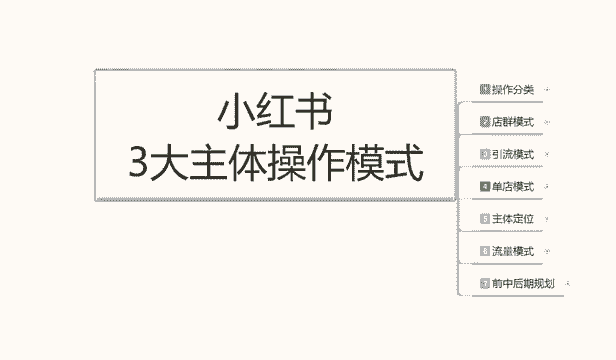 小红书
3大主体操作模式
1 操作分类
2 店群模式
3 引流模式
4 单店模式
5 主体定位
6 流量模式
7 前中后期规划